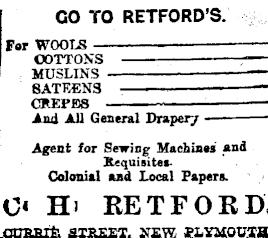 GO TO RETFORD'S.
For WOOLS
COTTONS
MUSLINS
SATEENS
CREPES
And All General Drapery
Agent for Sewing Machines and
Requisites.
Colonial and Local Papers.
C. H. RETFORD
CURRIE STREET, NEW PLYMOUTH